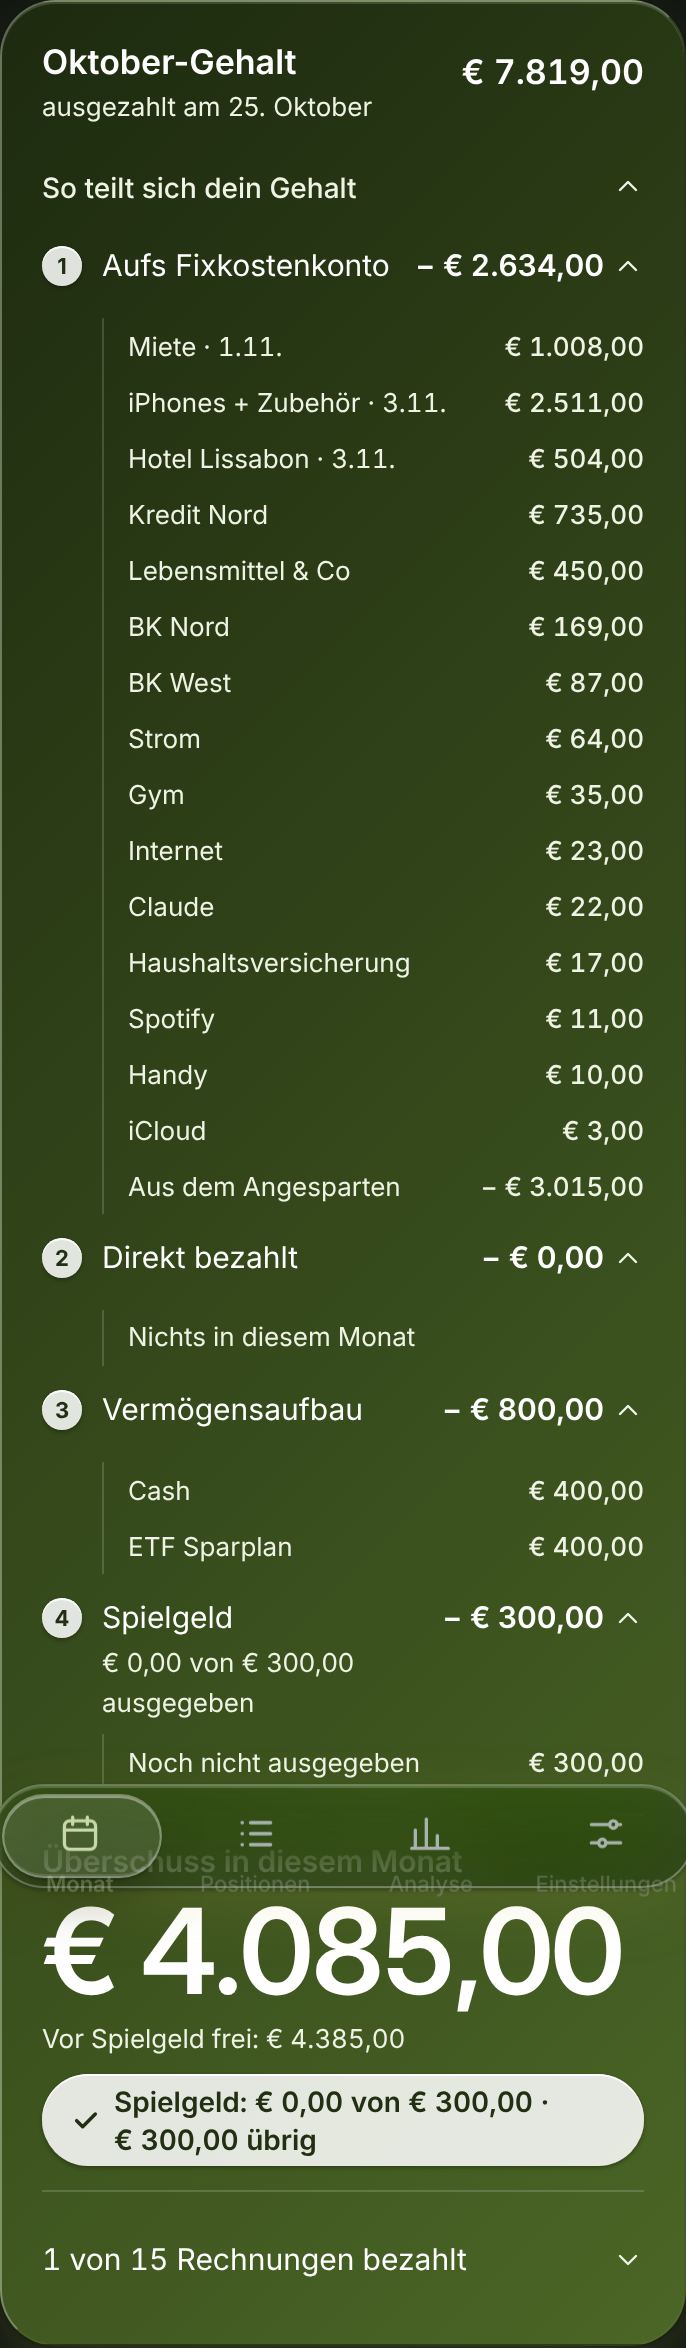 Oktober-Gehalt
€ 7.819,00
ausgezahlt am 25. Oktober
So teilt sich dein Gehalt
1 Aufs Fixkostenkonto – € 2.634,00
Miete · 1.11. € 1.008,00
iPhones + Zubehör · 3.11. € 2.511,00
Hotel Lissabon · 3.11. € 504,00
Kredit Nord € 735,00
Lebensmittel & Co € 450,00
BK Nord € 169,00
BK West € 87,00
Strom € 64,00
Gym € 35,00
Internet € 23,00
Claude € 22,00
Haushaltsversicherung € 17,00
Spotify € 11,00
Handy € 10,00
iCloud € 3,00
Aus dem Angesparten – € 3.015,00
2 Direkt bezahlt – € 0,00
Nichts in diesem Monat
3 Vermögensaufbau – € 800,00
Cash € 400,00
ETF Sparplan € 400,00
4 Spielgeld – € 300,00
€ 0,00 von € 300,00
ausgegeben
Noch nicht ausgegeben € 300,00
Überschuss in diesem Monat
Monat Positionen Analyse Einstellungen
€ 4.085,00
Vor Spielgeld frei: € 4.385,00
Spielgeld: € 0,00 von € 300,00 ·
€ 300,00 übrig
1 von 15 Rechnungen bezahlt